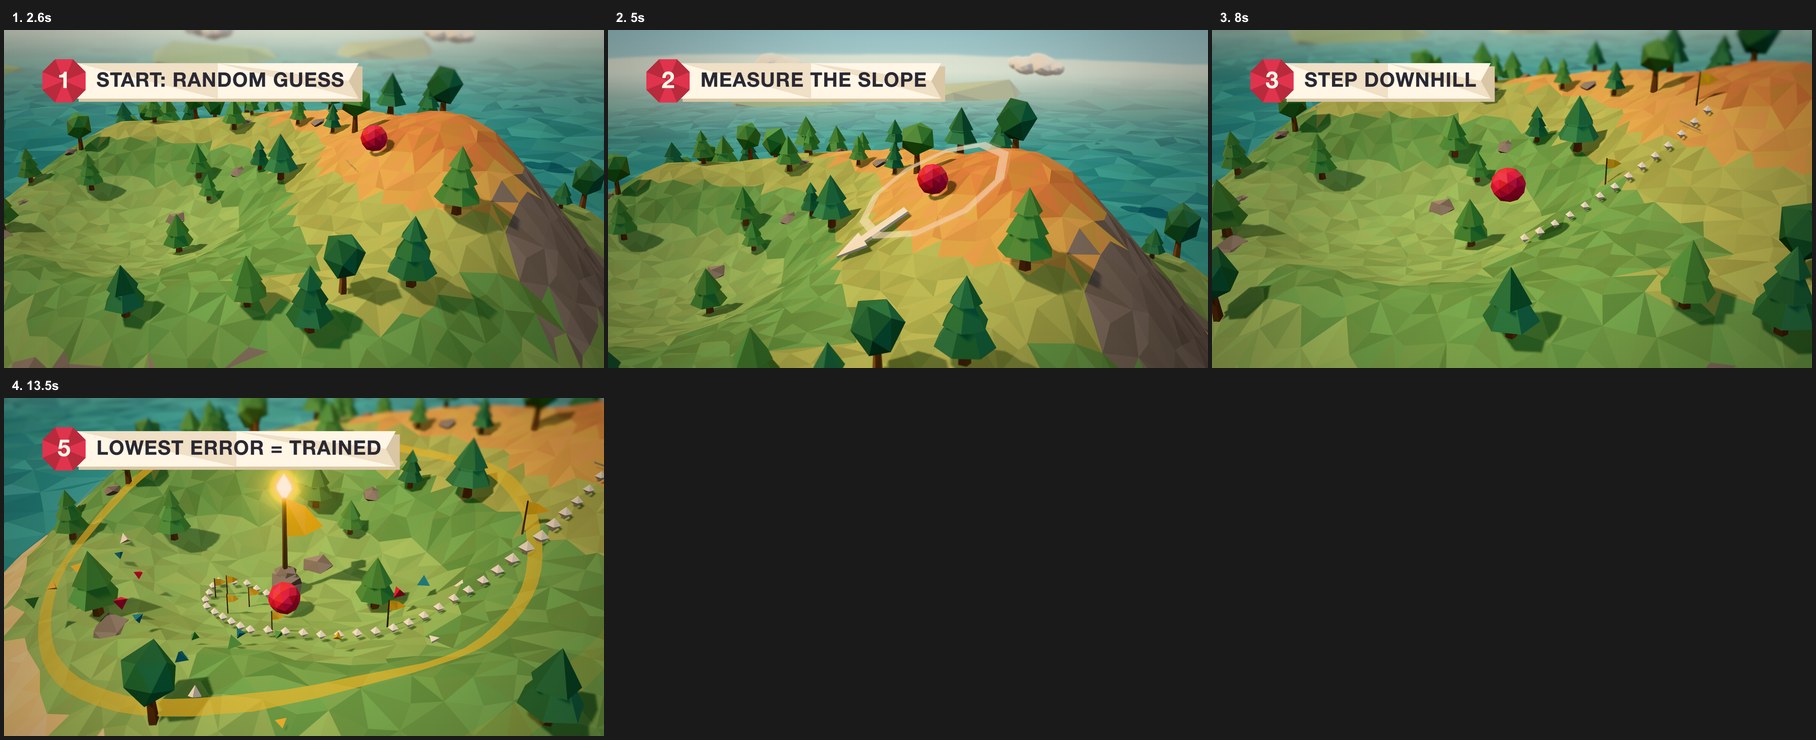 1. 2.6s
1 START: RANDOM GUESS
2. 5s
2 MEASURE THE SLOPE
3. 8s
3 STEP DOWNHILL
4. 13.5s
5 LOWEST ERROR = TRAINED